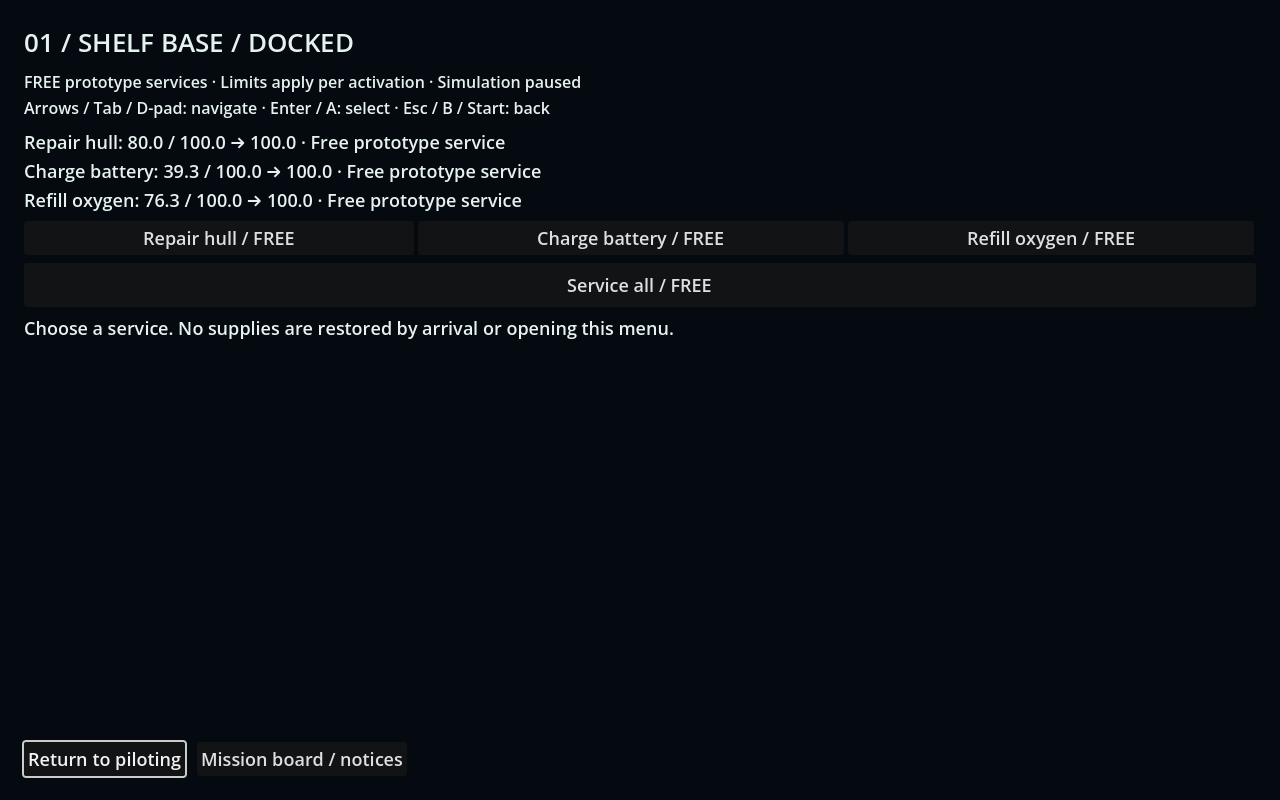 01 / SHELF BASE / DOCKED
FREE prototype services · Limits apply per activation · Simulation paused
Arrows / Tab / D-pad: navigate · Enter / A: select · Esc / B / Start: back
Repair hull: 80.0 / 100.0 → 100.0 · Free prototype service
Charge battery: 39.3 / 100.0 → 100.0 · Free prototype service
Refill oxygen: 76.3 / 100.0 → 100.0 · Free prototype service
Repair hull / FREE
Charge battery / FREE
Refill oxygen / FREE
Service all / FREE
Choose a service. No supplies are restored by arrival or opening this menu.
Return to piloting
Mission board / notices